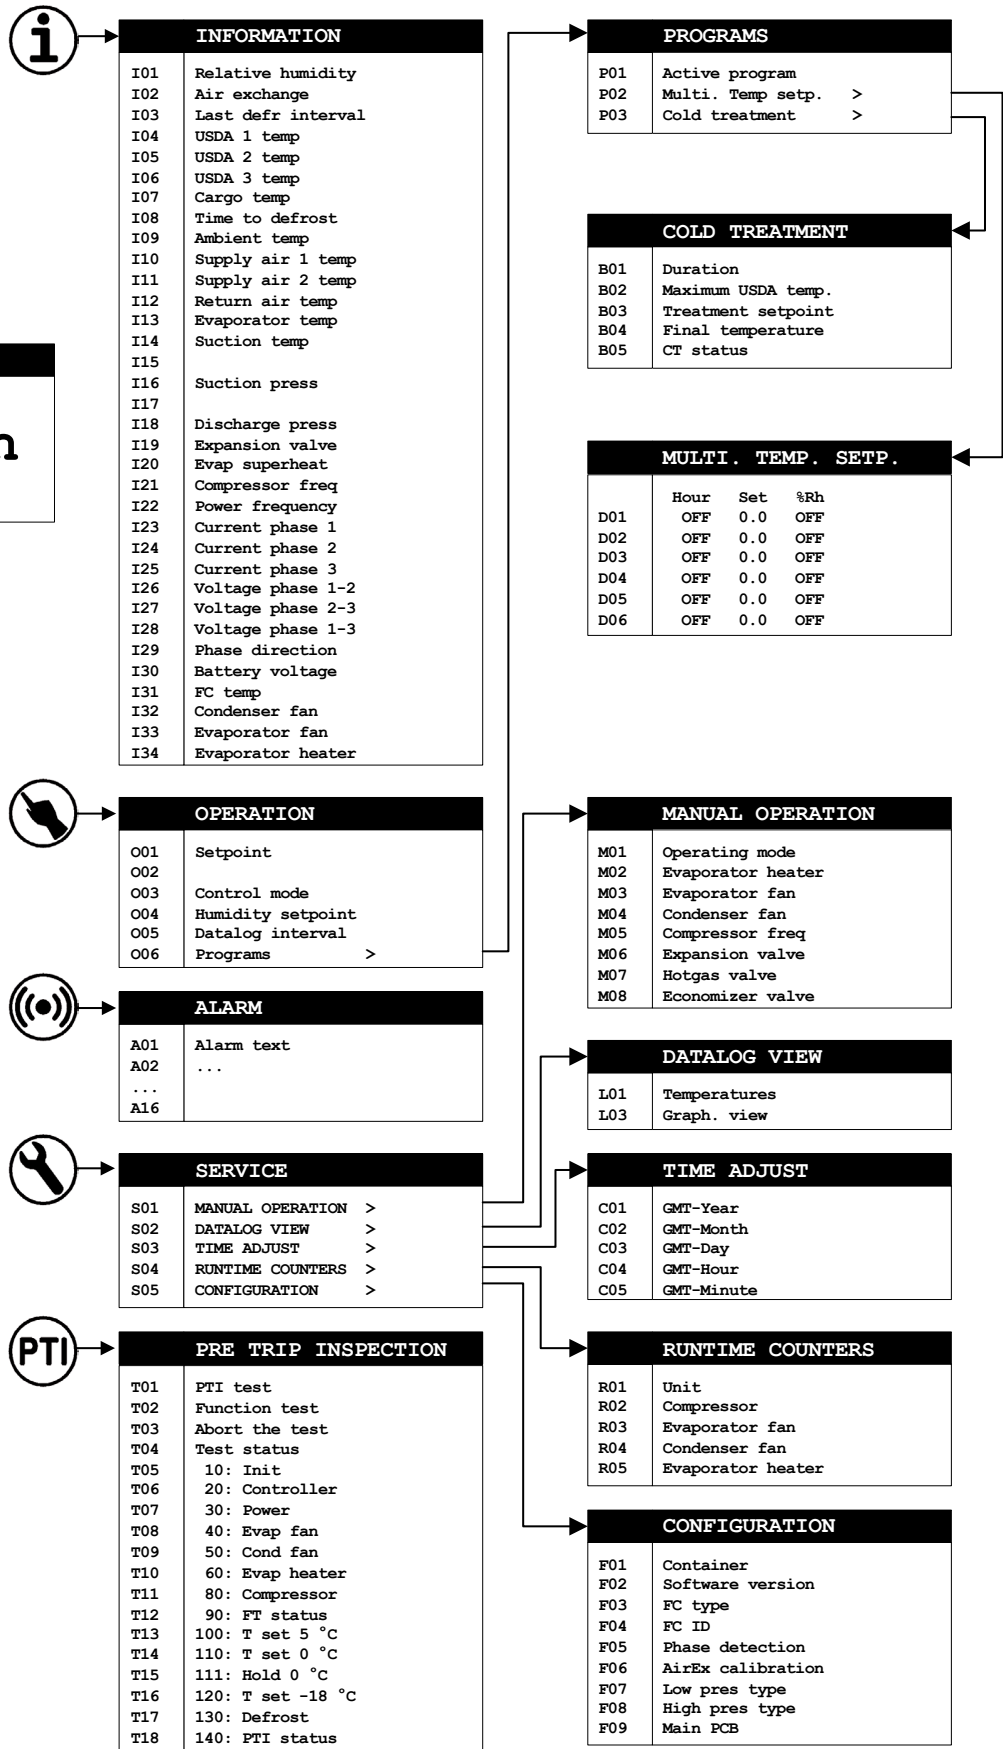 INFORMATION
I01 Relative humidity
I02 Air exchange
I03 Last defr interval
I04 USDA 1 temp
I05 USDA 2 temp
I06 USDA 3 temp
I07 Cargo temp
I08 Time to defrost
I09 Ambient temp
I10 Supply air 1 temp
I11 Supply air 2 temp
I12 Return air temp
I13 Evaporator temp
I14 Suction temp
I15
I16 Suction press
I17
I18 Discharge press
I19 Expansion valve
I20 Evap superheat
I21 Compressor freq
I22 Power frequency
I23 Current phase 1
I24 Current phase 2
I25 Current phase 3
I26 Voltage phase 1-2
I27 Voltage phase 2-3
I28 Voltage phase 1-3
I29 Phase direction
I30 Battery voltage
I31 FC temp
I32 Condenser fan
I33 Evaporator fan
I34 Evaporator heater
OPERATION
O01 Setpoint
O02
O03 Control mode
O04 Humidity setpoint
O05 Datalog interval
O06 Programs >
ALARM
A01 Alarm text
A02 ...
...
A16
SERVICE
S01 MANUAL OPERATION >
S02 DATALOG VIEW >
S03 TIME ADJUST >
S04 RUNTIME COUNTERS >
S05 CONFIGURATION >
PTI
PRE TRIP INSPECTION
T01 PTI test
T02 Function test
T03 Abort the test
T04 Test status
T05 10: Init
T06 20: Controller
T07 30: Power
T08 40: Evap fan
T09 50: Cond fan
T10 60: Evap heater
T11 80: Compressor
T12 90: FT status
T13 100: T set 5 °C
T14 110: T set 0 °C
T15 111: Hold 0 °C
T16 120: T set -18 °C
T17 130: Defrost
T18 140: PTI status
PROGRAMS
P01 Active program
P02 Multi. Temp setp. >
P03 Cold treatment >
COLD TREATMENT
B01 Duration
B02 Maximum USDA temp.
B03 Treatment setpoint
B04 Final temperature
B05 CT status
MULTI. TEMP. SETP.
Hour Set %Rh
D01 OFF 0.0 OFF
D02 OFF 0.0 OFF
D03 OFF 0.0 OFF
D04 OFF 0.0 OFF
D05 OFF 0.0 OFF
D06 OFF 0.0 OFF
MANUAL OPERATION
M01 Operating mode
M02 Evaporator heater
M03 Evaporator fan
M04 Condenser fan
M05 Compressor freq
M06 Expansion valve
M07 Hotgas valve
M08 Economizer valve
DATALOG VIEW
L01 Temperatures
L03 Graph. view
TIME ADJUST
C01 GMT-Year
C02 GMT-Month
C03 GMT-Day
C04 GMT-Hour
C05 GMT-Minute
RUNTIME COUNTERS
R01 Unit
R02 Compressor
R03 Evaporator fan
R04 Condenser fan
R05 Evaporator heater
CONFIGURATION
F01 Container
F02 Software version
F03 FC type
F04 FC ID
F05 Phase detection
F06 AirEx calibration
F07 Low pres type
F08 High pres type
F09 Main PCB